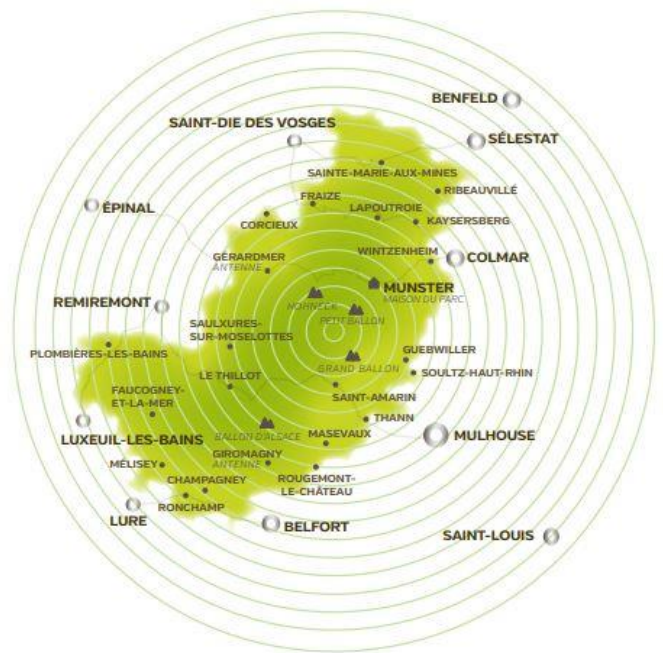 BENFELD
SAINT-DIE DES VOSGES
SÉLESTAT
SAINTE-MARIE-AUX-MINES
RIBEAUVILLÉ
FRAIZE
LAPOUTROIE
ÉPINAL
CORCIEUX
KAYSERSBERG
WINTZENHEIM
GÉRARDMER
ANTENNE
COLMAR
MUNSTER
MAISON DU PARC
HOHNECK
REMIREMONT
PETIT BALLON
SAULXURES-
SUR-MOSELOTTES
PLOMBIÈRES-LES-BAINS
GUEBWILLER
GRAND BALLON
SOULTZ-HAUT-RHIN
LE THILLOT
FAUCOGNEY-
ET-LA-MER
SAINT-AMARIN
THANN
LUXEUIL-LES-BAINS
BALLON D'ALSACE
MASEVAUX
MULHOUSE
GIROMAGNY
ANTENNE
MÉLISEY
CHAMPAGNEY
ROUGEMONT-
LE-CHÂTEAU
RONCHAMP
LURE
BELFORT
SAINT-LOUIS